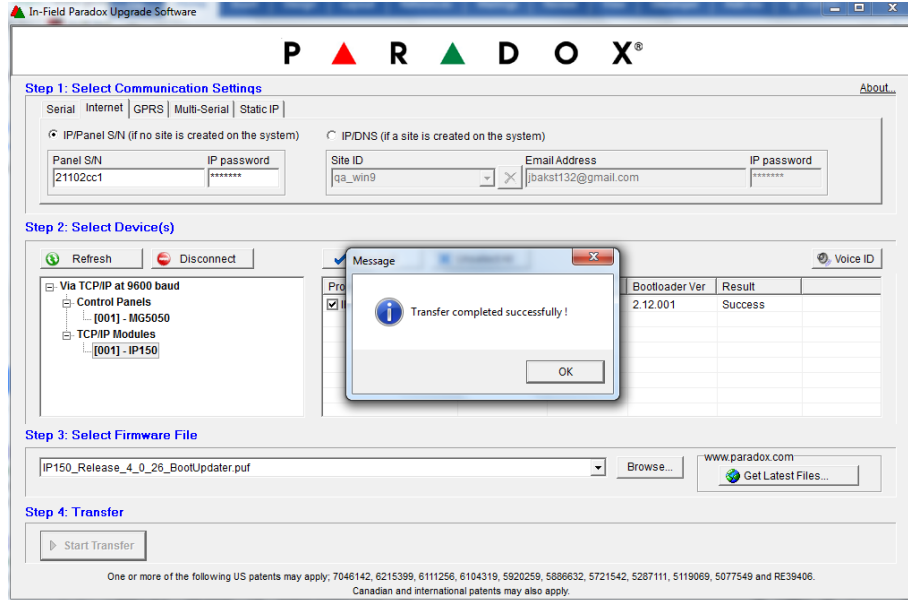 In-Field Paradox Upgrade Software
PARADOX®
Step 1: Select Communication Settings
About...
Serial Internet GPRS Multi-Serial Static IP
IP/Panel S/N (if no site is created on the system) IP/DNS (if a site is created on the system)
Panel S/N IP password Site ID Email Address IP password
21102cc1 ******* qa_win9 jbakst132@gmail.com *******
Step 2: Select Device(s)
Refresh Disconnect Voice ID
Via TCP/IP at 9600 baud
Control Panels
[001] - MG5050
TCP/IP Modules
[001] - IP150
Message
Transfer completed successfully !
OK
Bootloader Ver Result
2.12.001 Success
Step 3: Select Firmware File
IP150_Release_4_0_26_BootUpdater.puf Browse...
www.paradox.com
Get Latest Files...
Step 4: Transfer
Start Transfer
One or more of the following US patents may apply; 7046142, 6215399, 6111256, 6104319, 5920259, 5886632, 5721542, 5287111, 5119069, 5077549 and RE39406.
Canadian and international patents may also apply.